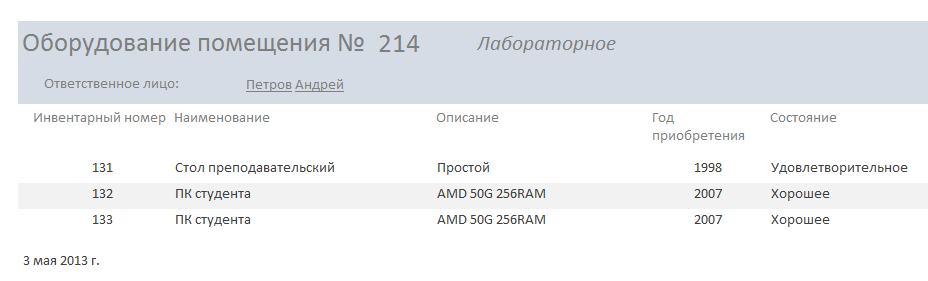 Оборудование помещения № 214 Лабораторное
Ответственное лицо: Петров Андрей
Инвентарный номер Наименование Описание Год приобретения Состояние
131 Стол преподавательский Простой 1998 Удовлетворительное
132 ПК студента AMD 50G 256RAM 2007 Хорошее
133 ПК студента AMD 50G 256RAM 2007 Хорошее
3 мая 2013 г.